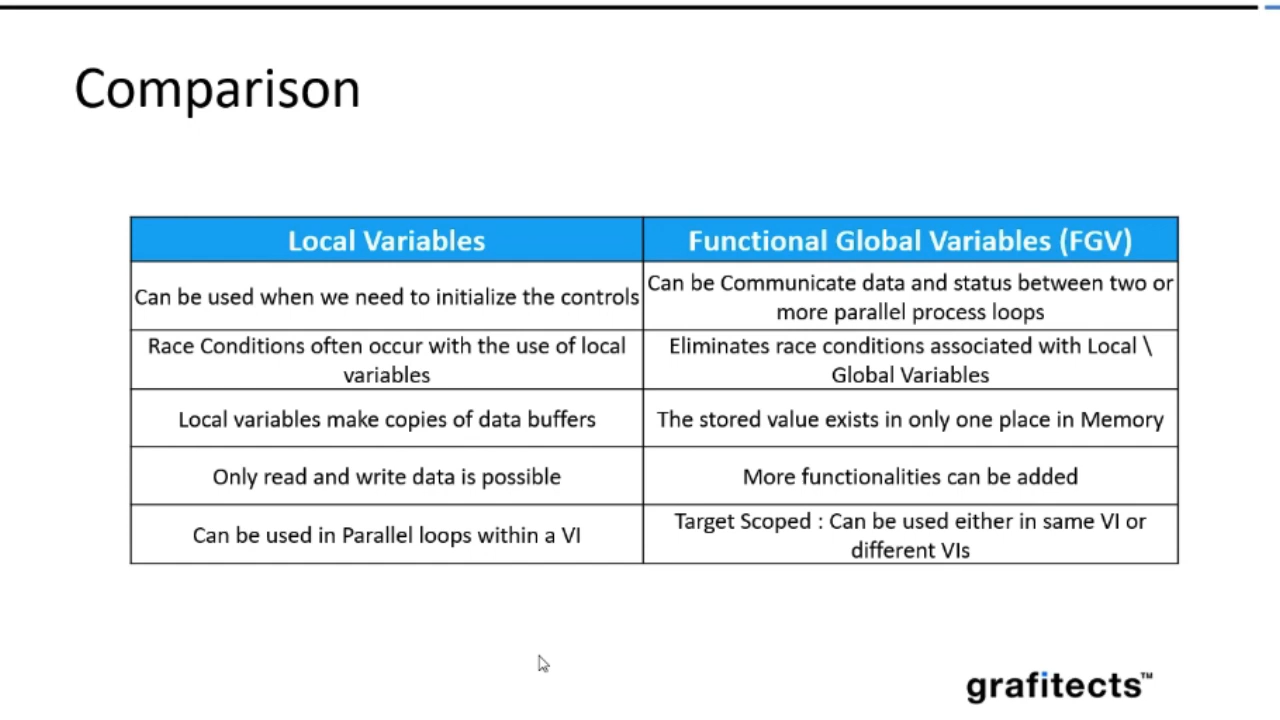 Comparison
Local Variables
Functional Global Variables (FGV)
Can be used when we need to initialize the controls
Can be Communicate data and status between two or
more parallel process loops
Race Conditions often occur with the use of local
variables
Eliminates race conditions associated with Local \
Global Variables
Local variables make copies of data buffers
The stored value exists in only one place in Memory
Only read and write data is possible
More functionalities can be added
Can be used in Parallel loops within a VI
Target Scoped : Can be used either in same VI or
different VIs
grafitects™